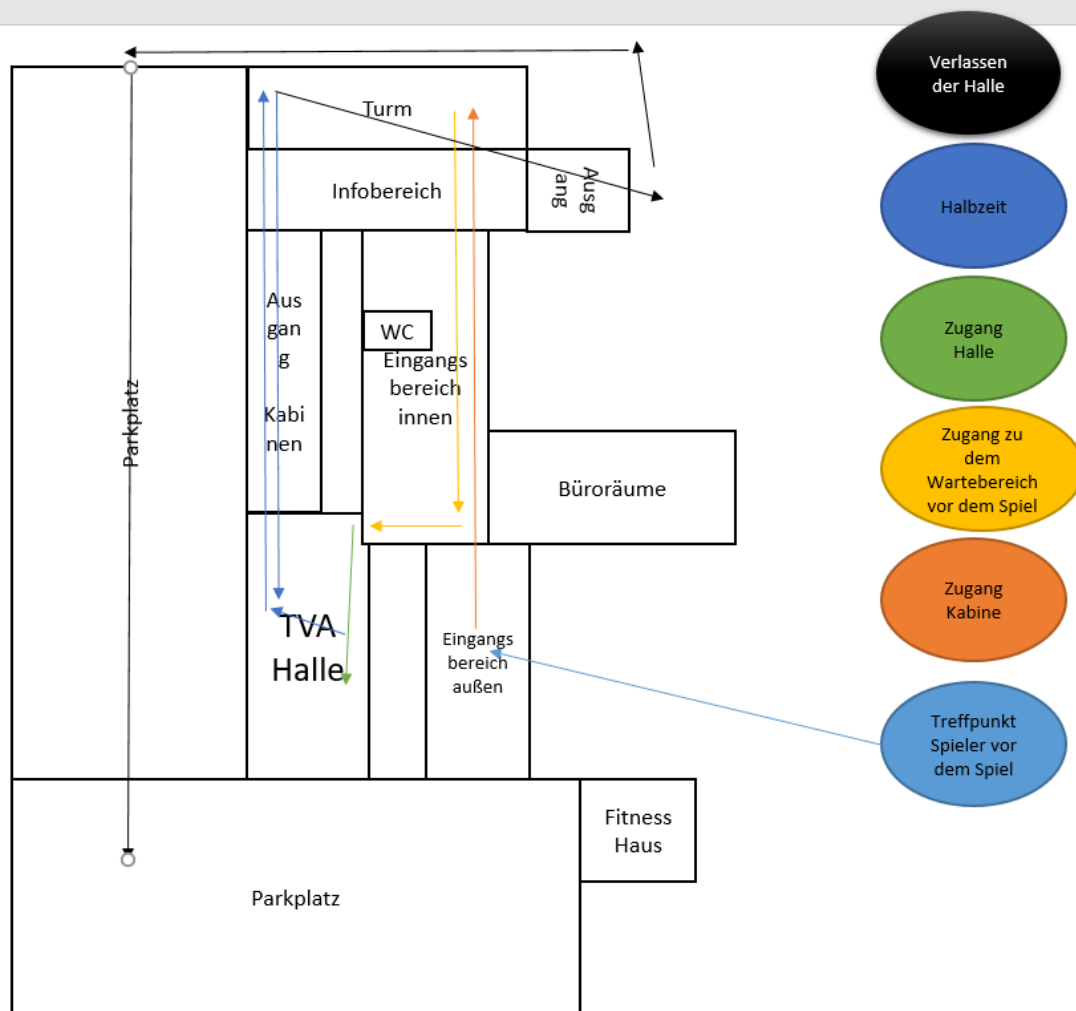 Turm
Infobereich
Ausg
ang
Aus
gan
g
Kabi
nen
WC
Eingangs
bereich
innen
Parkplatz
Büroräume
TVA
Halle
Eingangs
bereich
außen
Fitness
Haus
Parkplatz
Verlassen
der Halle
Halbzeit
Zugang
Halle
Zugang zu
dem
Wartebereich
vor dem Spiel
Zugang
Kabine
Treffpunkt
Spieler vor
dem Spiel